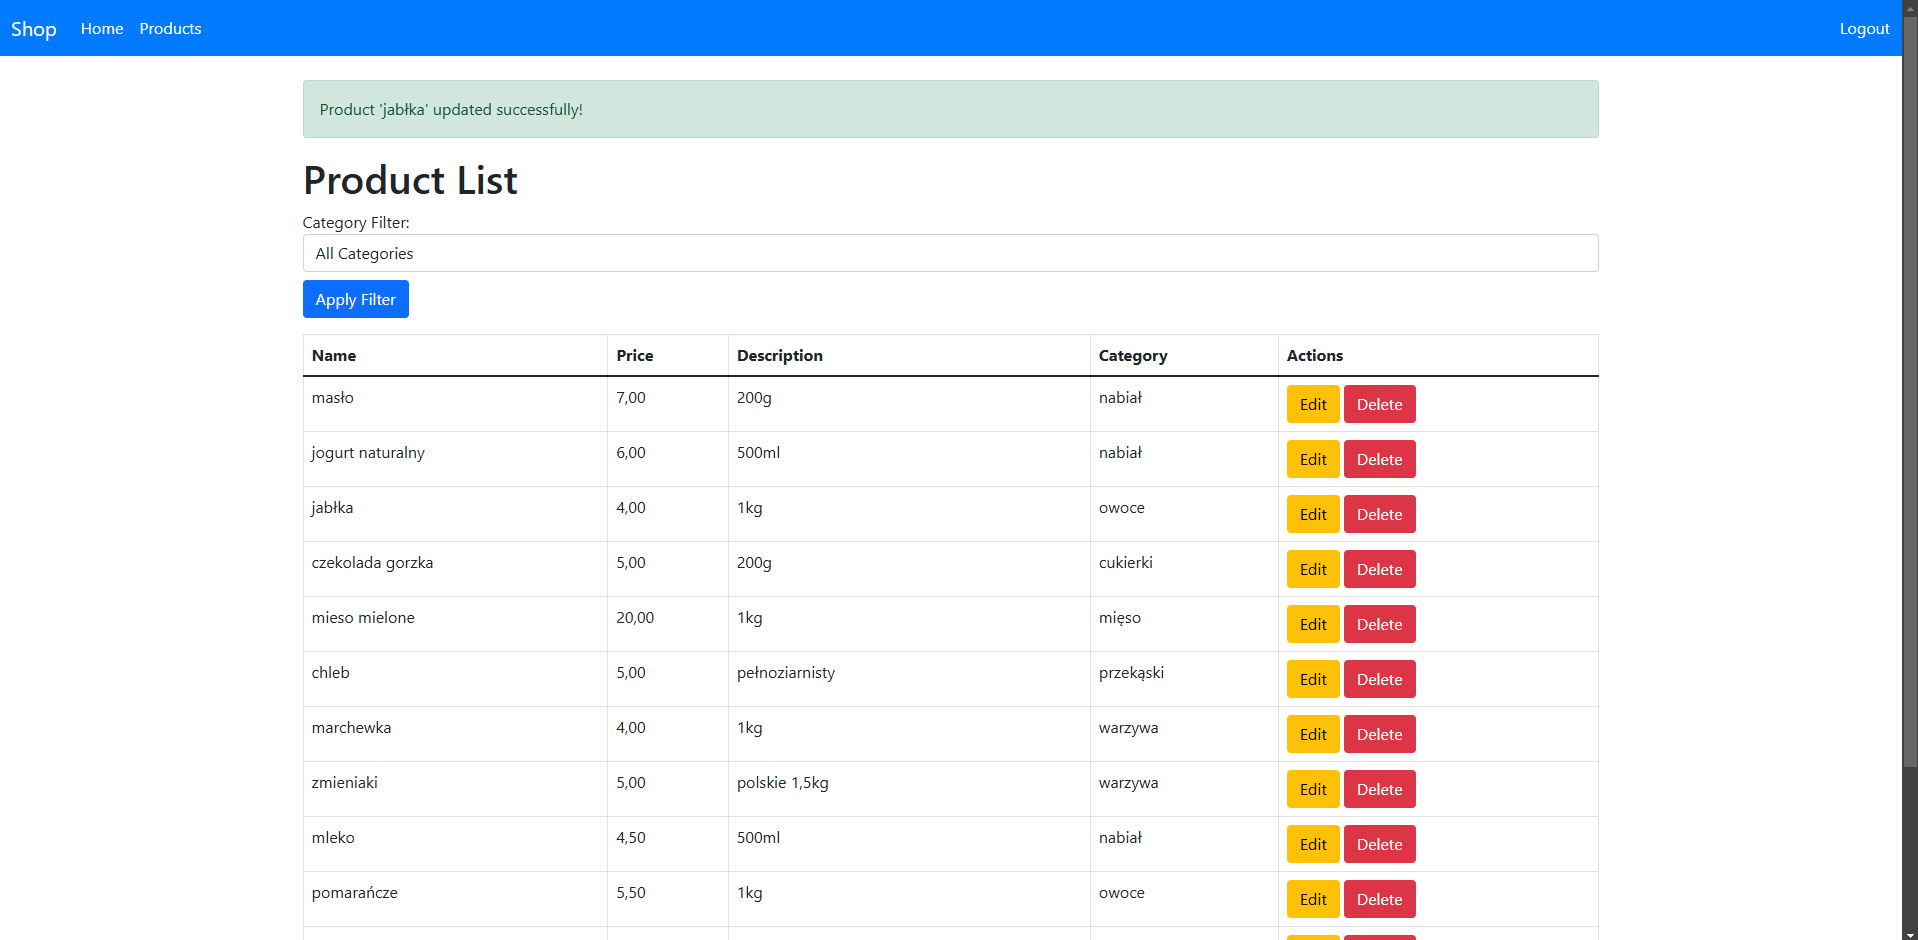 Shop Home Products Logout
Product 'jabłka' updated successfully!
Product List
Category Filter:
All Categories
Apply Filter
Name Price Description Category Actions
masło 7,00 200g nabiał Edit Delete
jogurt naturalny 6,00 500ml nabiał Edit Delete
jabłka 4,00 1kg owoce Edit Delete
czekolada gorzka 5,00 200g cukierki Edit Delete
mieso mielone 20,00 1kg mięso Edit Delete
chleb 5,00 pełnoziarnisty przekąski Edit Delete
marchewka 4,00 1kg warzywa Edit Delete
zmieniaki 5,00 polskie 1,5kg warzywa Edit Delete
mleko 4,50 500ml nabiał Edit Delete
pomarańcze 5,50 1kg owoce Edit Delete